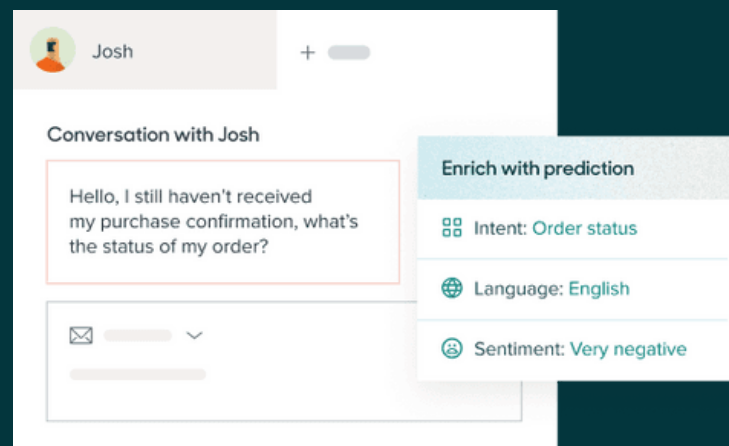 Josh
Conversation with Josh
Hello, I still haven't received
my purchase confirmation, what's
the status of my order?
Enrich with prediction
Intent: Order status
Language: English
Sentiment: Very negative